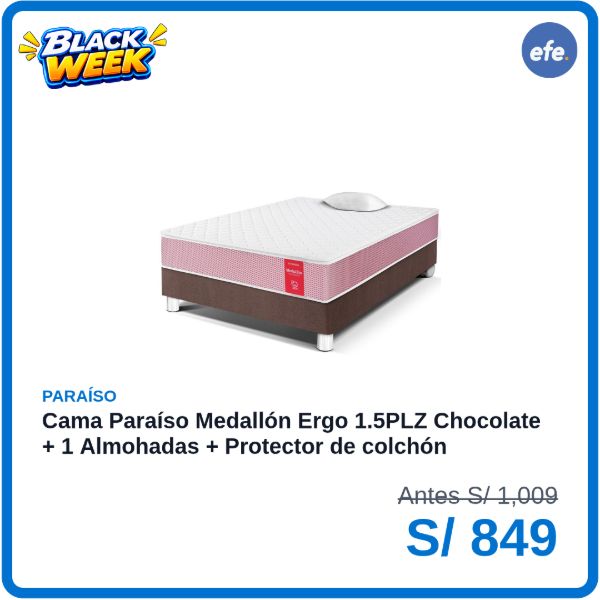 BLACK
WEEK
efe.
Medallón
PARAÍSO
Cama Paraíso Medallón Ergo 1.5PLZ Chocolate
+ 1 Almohadas + Protector de colchón
Antes S/ 1,009
S/ 849